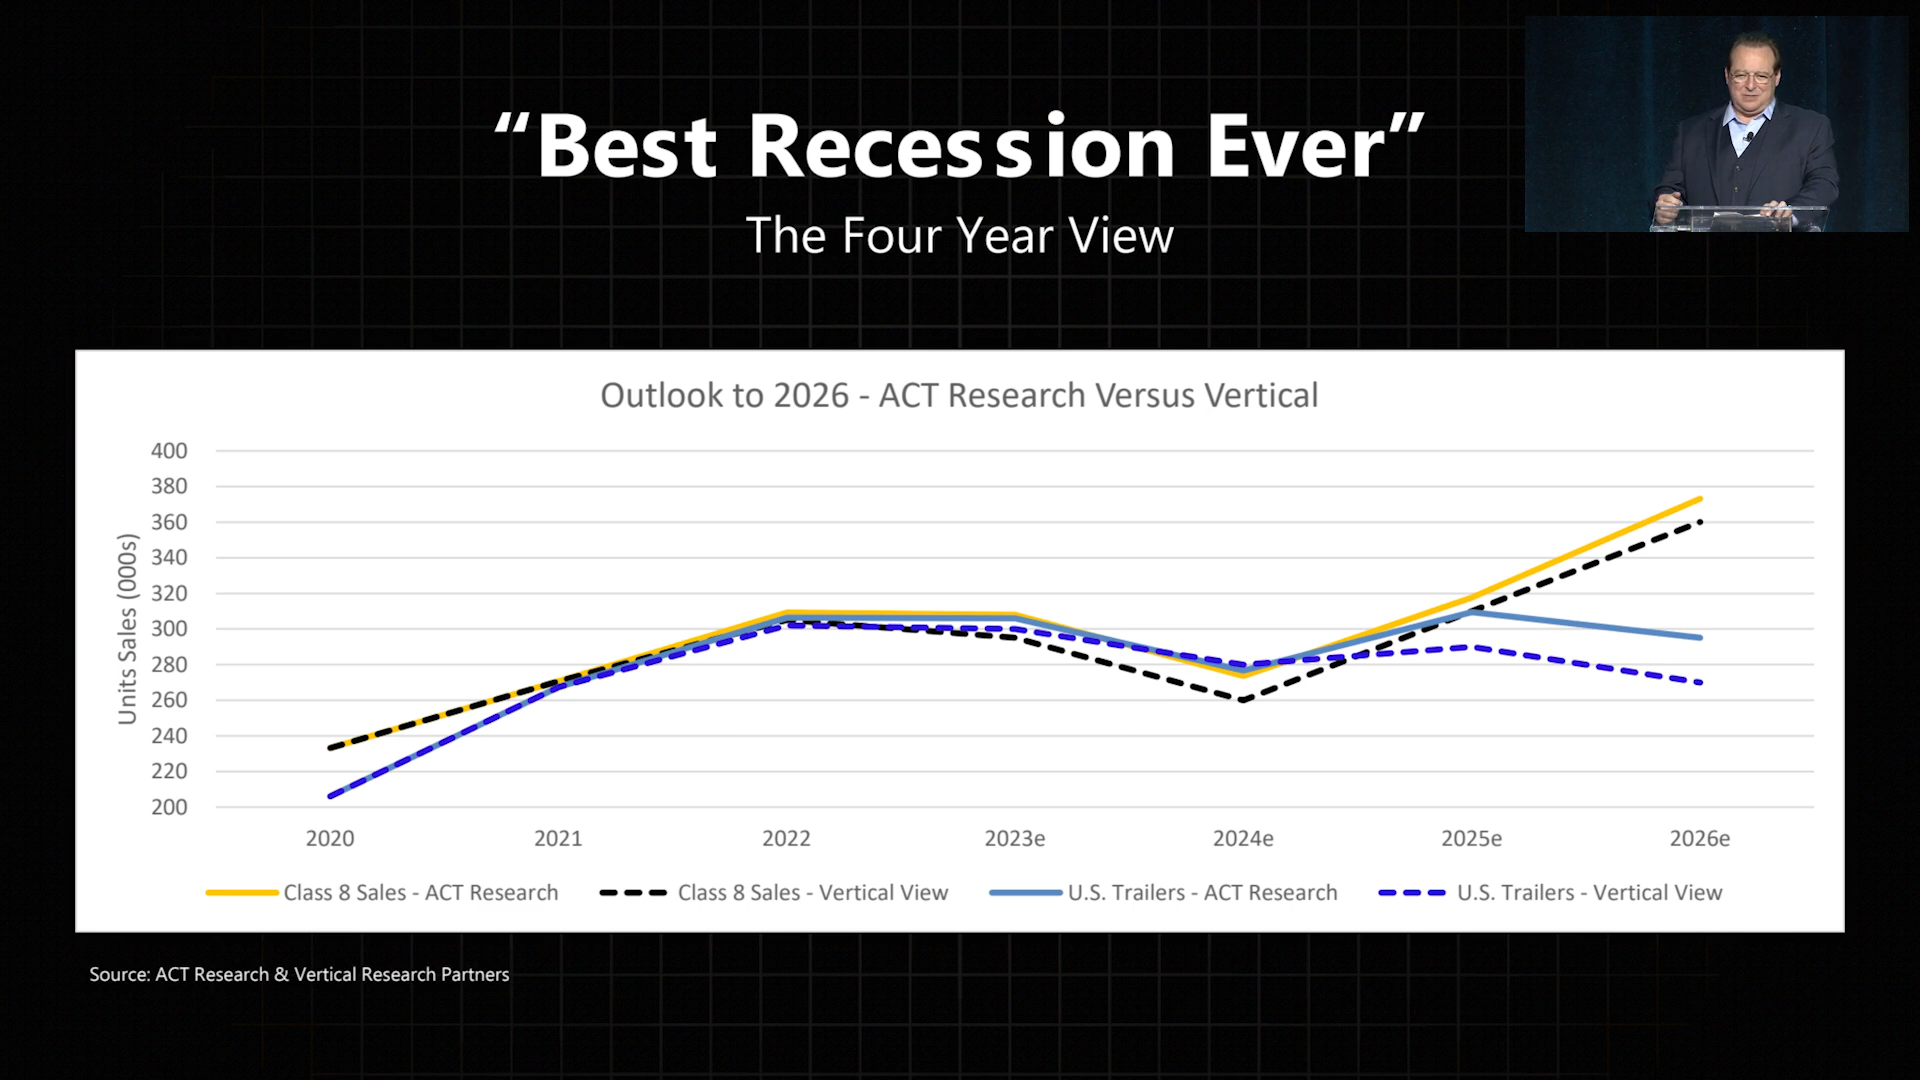 “Best Recession Ever”
The Four Year View
Outlook to 2026 - ACT Research Versus Vertical
Units Sales (000s)
400
380
360
340
320
300
280
260
240
220
200
2020 2021 2022 2023e 2024e 2025e 2026e
Class 8 Sales - ACT Research Class 8 Sales - Vertical View U.S. Trailers - ACT Research U.S. Trailers - Vertical View
Source: ACT Research & Vertical Research Partners